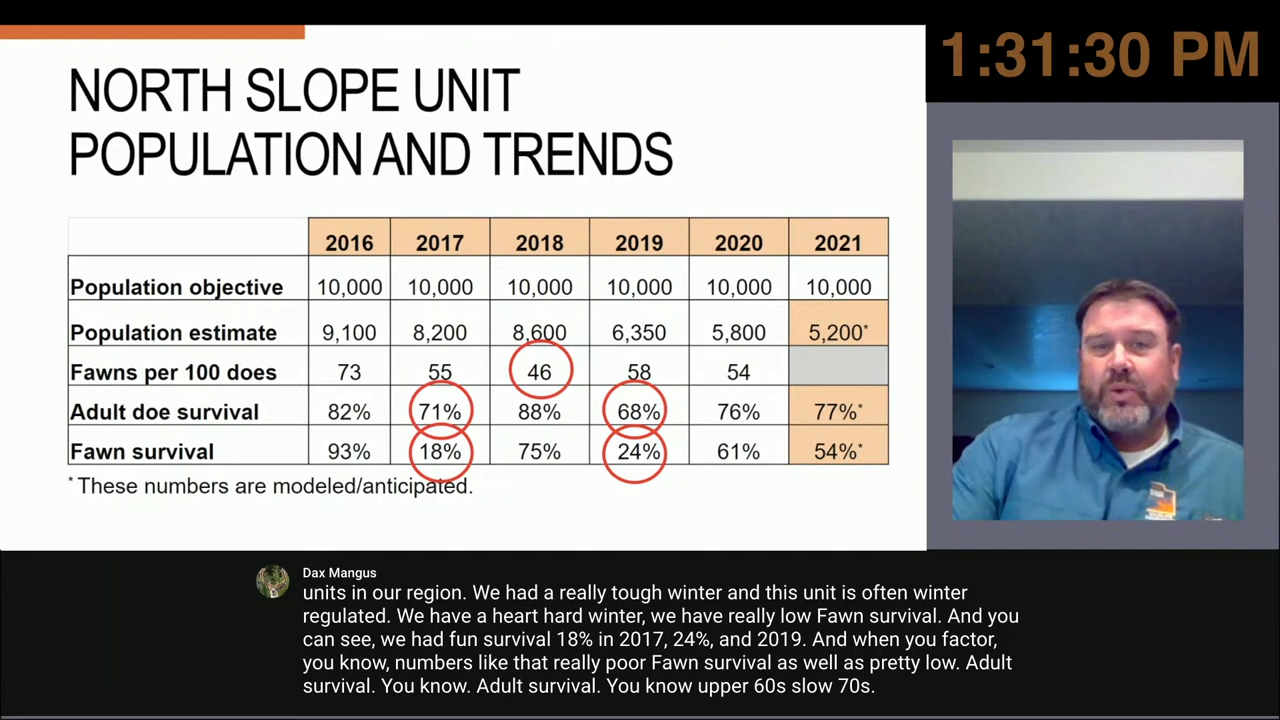 1:31:30 PM
NORTH SLOPE UNIT
POPULATION AND TRENDS
2016 2017 2018 2019 2020 2021
Population objective 10,000 10,000 10,000 10,000 10,000 10,000
Population estimate 9,100 8,200 8,600 6,350 5,800 5,200*
Fawns per 100 does 73 55 46 58 54
Adult doe survival 82% 71% 88% 68% 76% 77%*
Fawn survival 93% 18% 75% 24% 61% 54%*
* These numbers are modeled/anticipated.
Dax Mangus
units in our region. We had a really tough winter and this unit is often winter
regulated. We have a heart hard winter, we have really low Fawn survival. And you
can see, we had fun survival 18% in 2017, 24%, and 2019. And when you factor,
you know, numbers like that really poor Fawn survival as well as pretty low. Adult
survival. You know. Adult survival. You know upper 60s slow 70s.